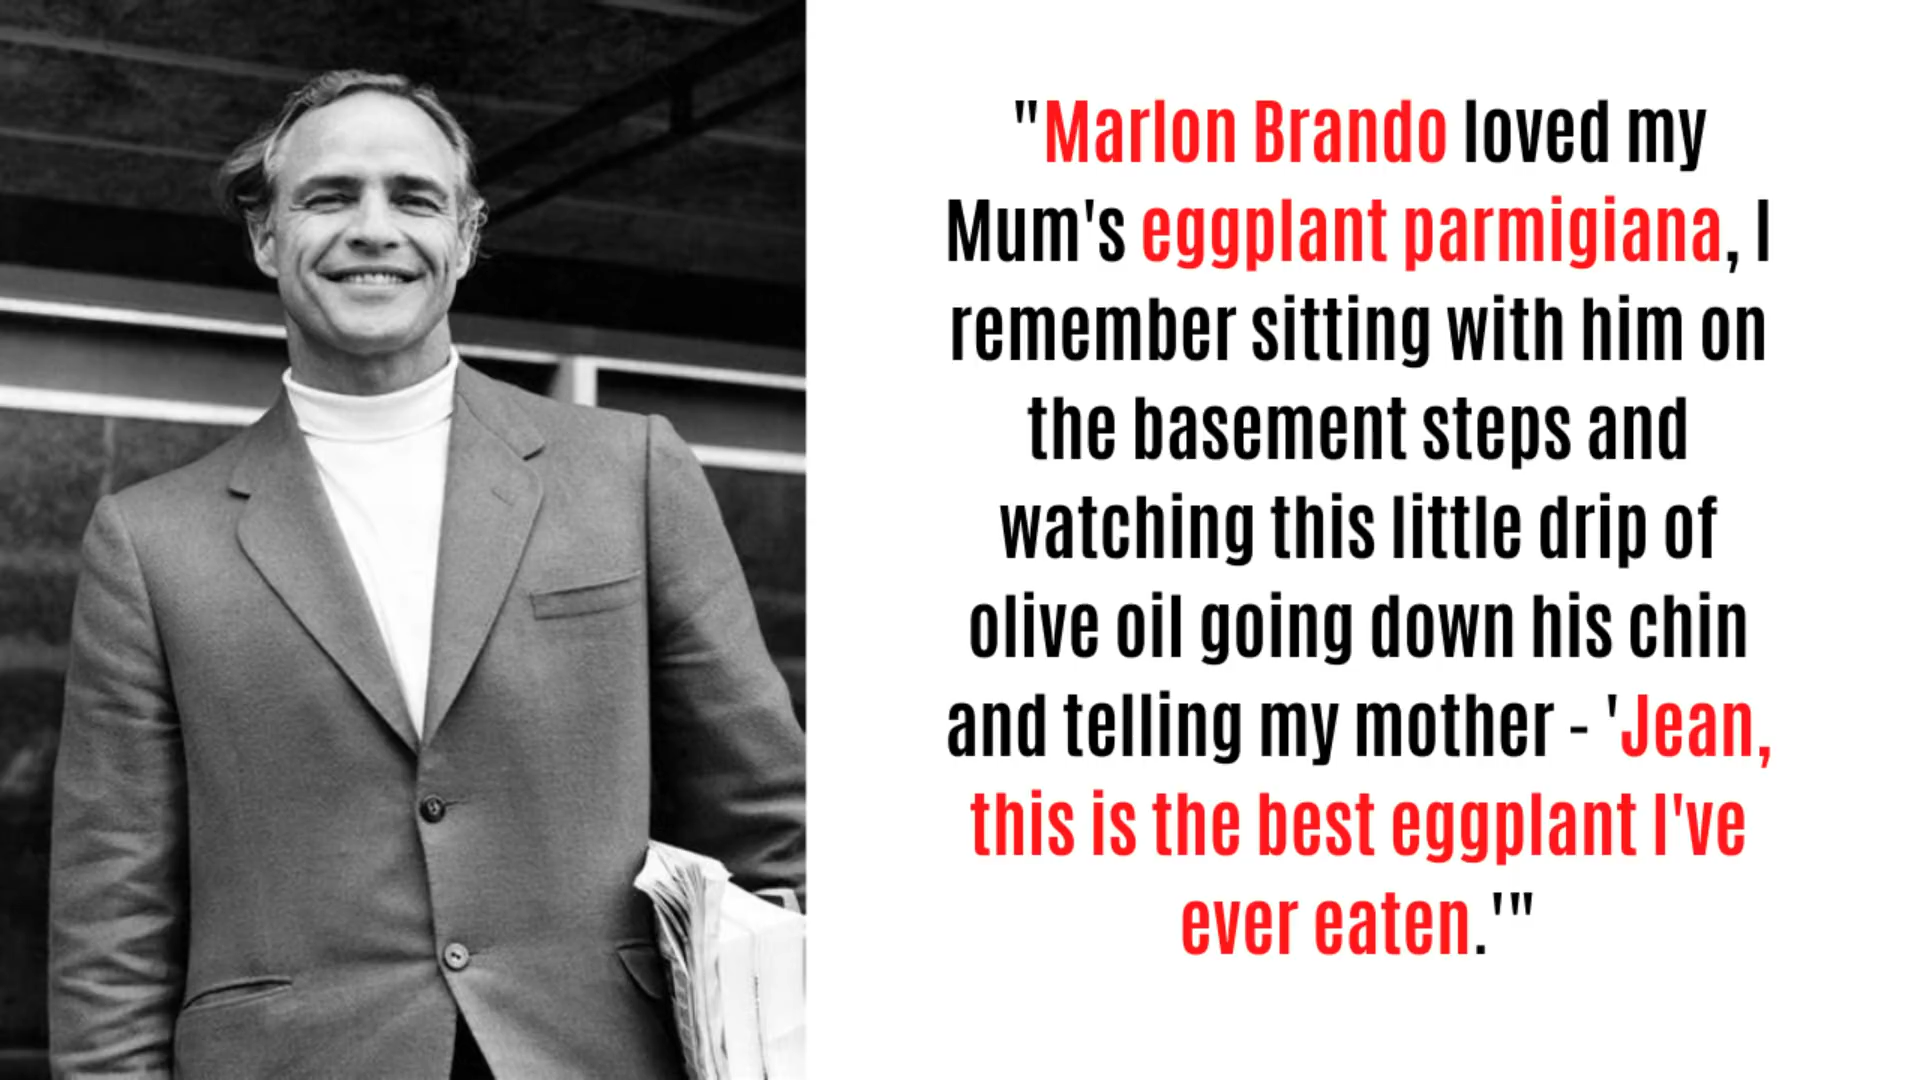 "Marlon Brando loved my
Mum's eggplant parmigiana, I
remember sitting with him on
the basement steps and
watching this little drip of
olive oil going down his chin
and telling my mother - 'Jean,
this is the best eggplant I've
ever eaten.'"